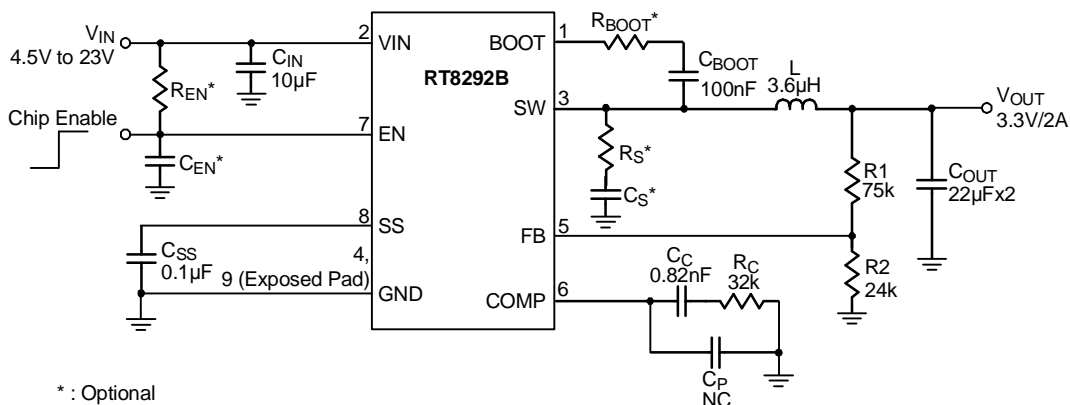 VIN
4.5V to 23V
REN*
Chip Enable
CEN*
CIN
10µF
CSS
0.1µF
2
VIN
7
EN
8
SS
4,
9 (Exposed Pad)
GND
RT8292B
BOOT
1
SW
3
FB
5
COMP
6
RBOOT*
CBOOT
100nF
L
3.6µH
RS*
CS*
VOUT
3.3V/2A
R1
75k
COUT
22µFx2
R2
24k
CC
0.82nF
RC
32k
CP
NC
* : Optional